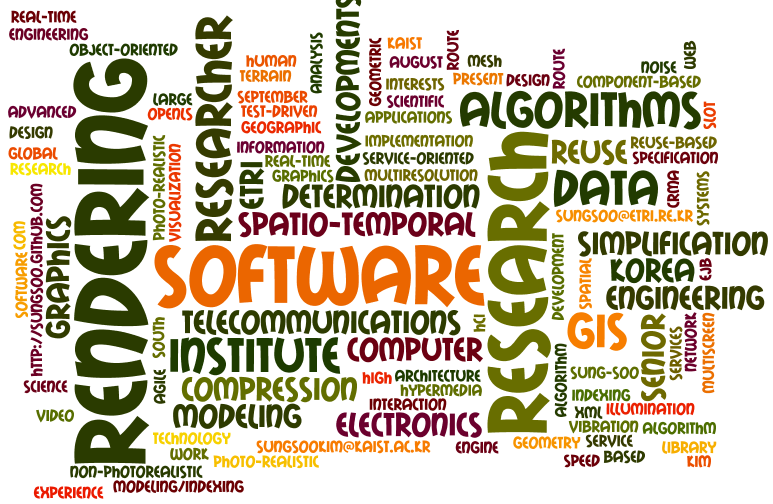 REAL-TIME
ENGINEERING
OBJECT-ORIENTED
RENDERING
RESEARCHER
HUMAN
TERRAIN
ANALYSIS
DEVELOPMENTS
GEOMETRIC
KAIST
AUGUST
ROUTE
MESH
PRESENT
DESIGN
ROUTE
NOISE
WEB
COMPONENT-BASED
ADVANCED
LARGE
OPENLS
SEPTEMBER
TEST-DRIVEN
GEOGRAPHIC
INTERESTS
SCIENTIFIC
APPLICATIONS
ALGORITHMS
SLOT
DESIGN
GLOBAL
RESEARCH
PHOTO-REALISTIC
VISUALIZATION
ETRI
INFORMATION
REAL-TIME
GRAPHICS
IMPLEMENTATION
SERVICE-ORIENTED
MULTIRESOLUTION
RESEARCH
REUSE
REUSE-BASED
SPECIFICATION
DETERMINATION
DATA
CRMA
SYSTEMS
SPATIO-TEMPORAL
SUNGSOO@ETRI.RE.KR
SOFTWARE.COM
HTTP://SUNGSOO.GITHUB.COM
GRAPHICS
SOFTWARE
DEVELOPMENT
SPATIAL
SIMPLIFICATION
KOREA
EJB
ENGINEERING
TELECOMMUNICATIONS
HCI
GIS
SENIOR
SERVICES
NETWORK
MULTISCREEN
AGILE
SOUTH
INSTITUTE
COMPUTER
ALGORITHM
SUNG-SOO
SCIENCE
COMPRESSION
HIGH
ARCHITECTURE
HYPERMEDIA
INDEXING
XML
ILLUMINATION
VIDEO
MODELING
INTERACTION
ELECTRONICS
VIBRATION
ALGORITHM
TECHNOLOGY
WORK
SUNGSOOKIM@KAIST.AC.KR
ENGINE
GEOMETRY
SERVICE
LIBRARY
NON-PHOTOREALISTIC
PHOTO-REALISTIC
SPEED
BASED
KIM
EXPERIENCE
MODELING/INDEXING